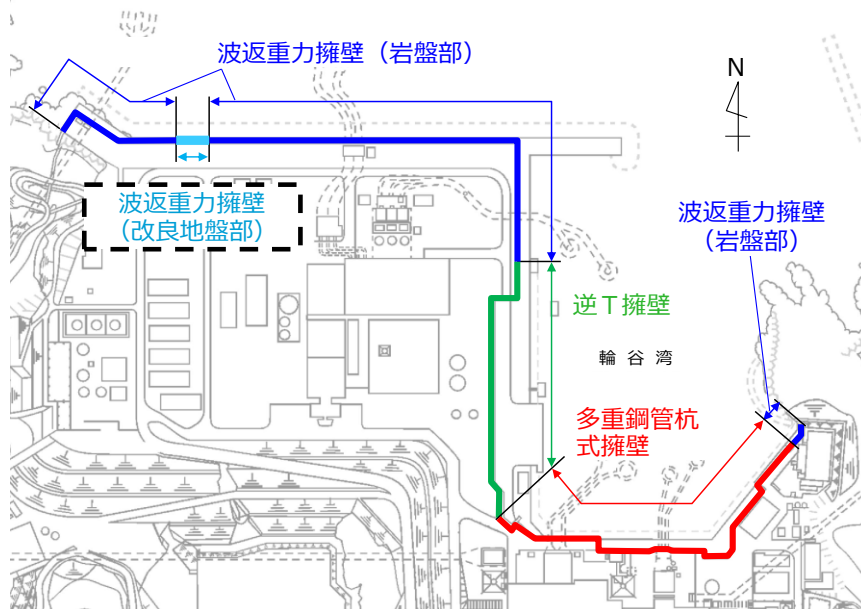 波返重力擁壁（岩盤部）
N
波返重力擁壁
（改良地盤部）
波返重力擁壁
（岩盤部）
逆Ｔ擁壁
輪谷湾
多重鋼管杭
式擁壁